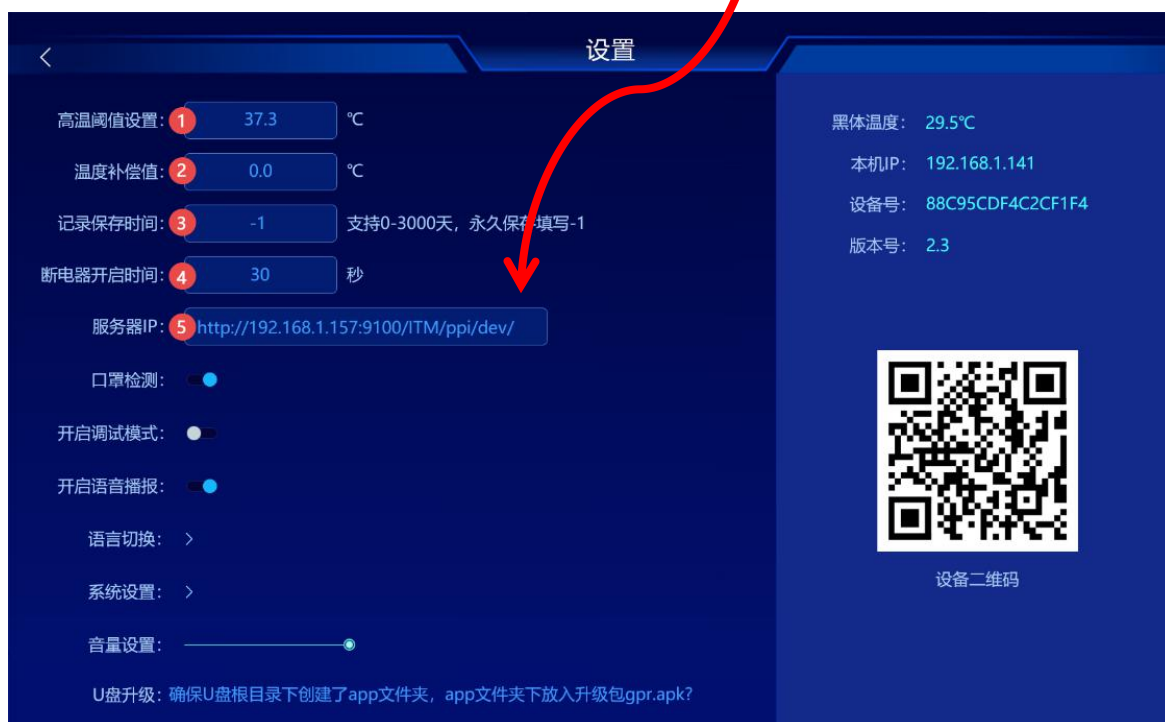 设置
高温阈值设置: 1 37.3 ℃
温度补偿值: 2 0.0 ℃
记录保存时间: 3 -1 支持0-3000天，永久保存填写-1
断电器开启时间: 4 30 秒
服务器IP: 5 http://192.168.1.157:9100/ITM/ppi/dev/
口罩检测:
开启调试模式:
开启语音播报:
语言切换:
系统设置:
音量设置:
U盘升级: 确保U盘根目录下创建了app文件夹，app文件夹下放入升级包gpr.apk?
黑体温度: 29.5℃
本机IP: 192.168.1.141
设备号: 88C95CDF4C2CF1F4
版本号: 2.3
设备二维码